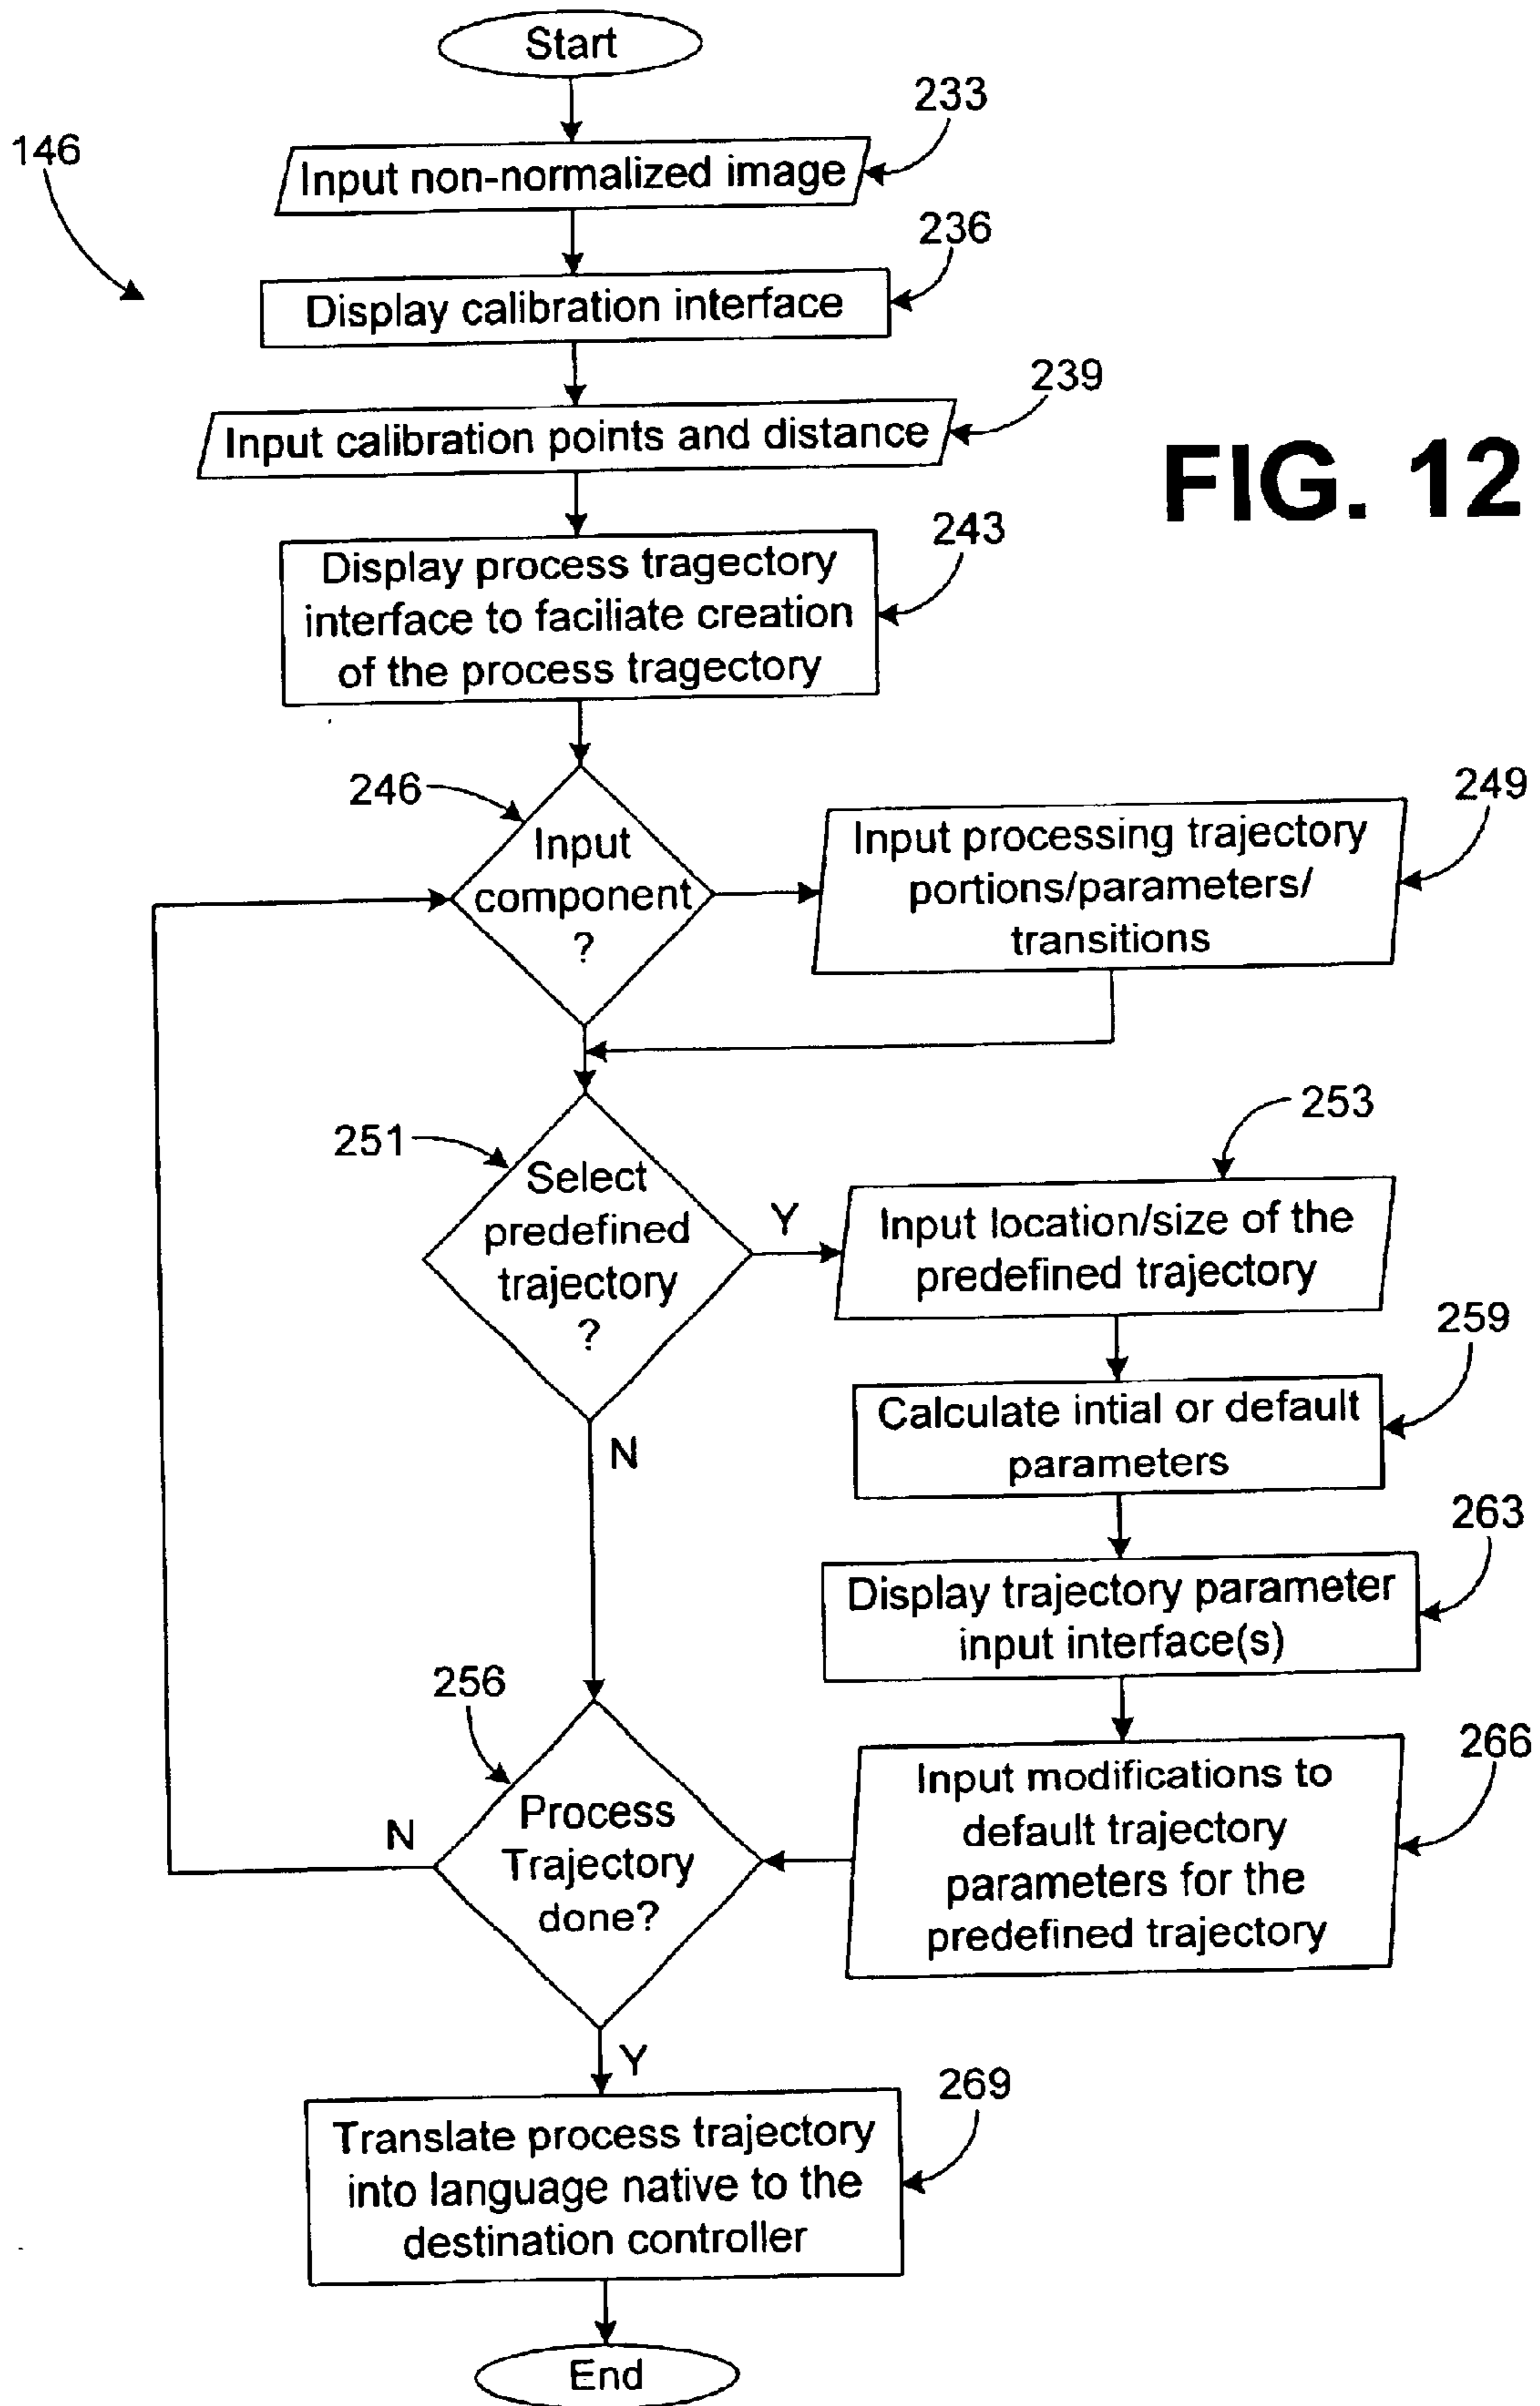 Start
233
146
Input non-normalized image
236
Display calibration interface
239
Input calibration points and distance
FIG. 12
243
Display process tragectory
interface to faciliate creation
of the process tragectory
246
Input
component
?
249
Input processing trajectory
portions/parameters/
transitions
251
Select
predefined
trajectory
?
Y
N
253
Input location/size of the
predefined trajectory
259
Calculate intial or default
parameters
263
Display trajectory parameter
input interface(s)
256
Process
Trajectory
done?
N
Y
266
Input modifications to
default trajectory
parameters for the
predefined trajectory
269
Translate process trajectory
into language native to the
destination controller
End